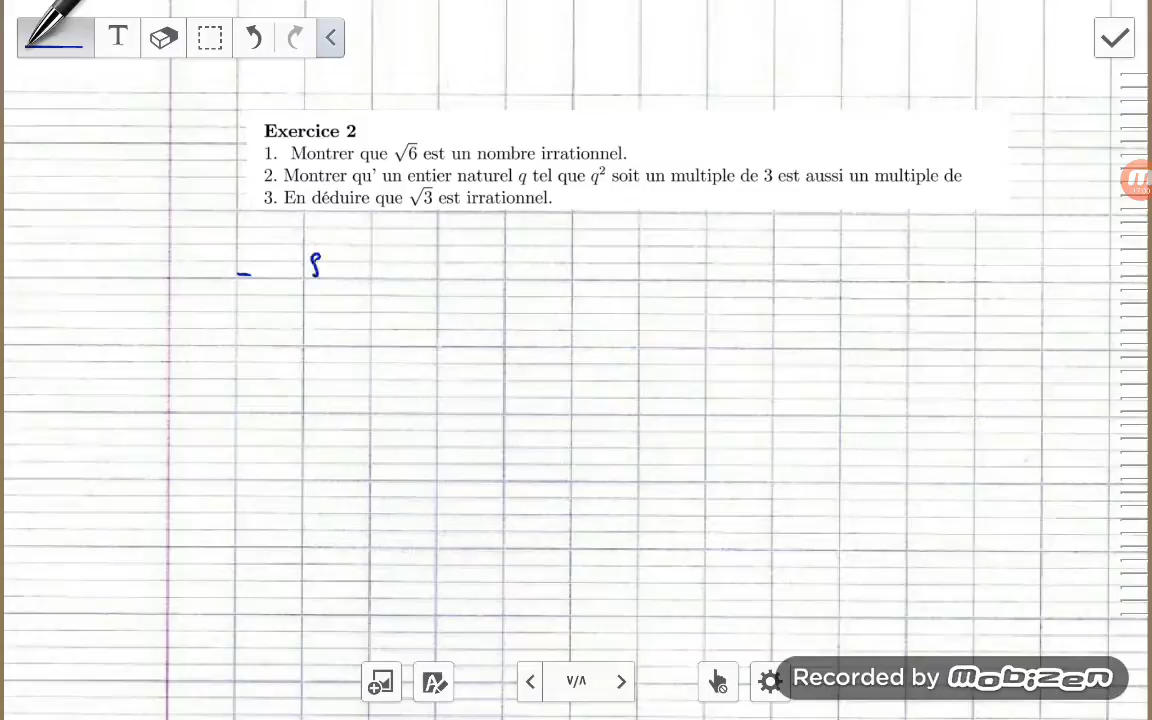 T
Exercice 2
1. Montrer que √6 est un nombre irrationnel.
2. Montrer qu' un entier naturel q tel que q² soit un multiple de 3 est aussi un multiple de
3. En déduire que √3 est irrationnel.
V/Λ
Recorded by mobizen